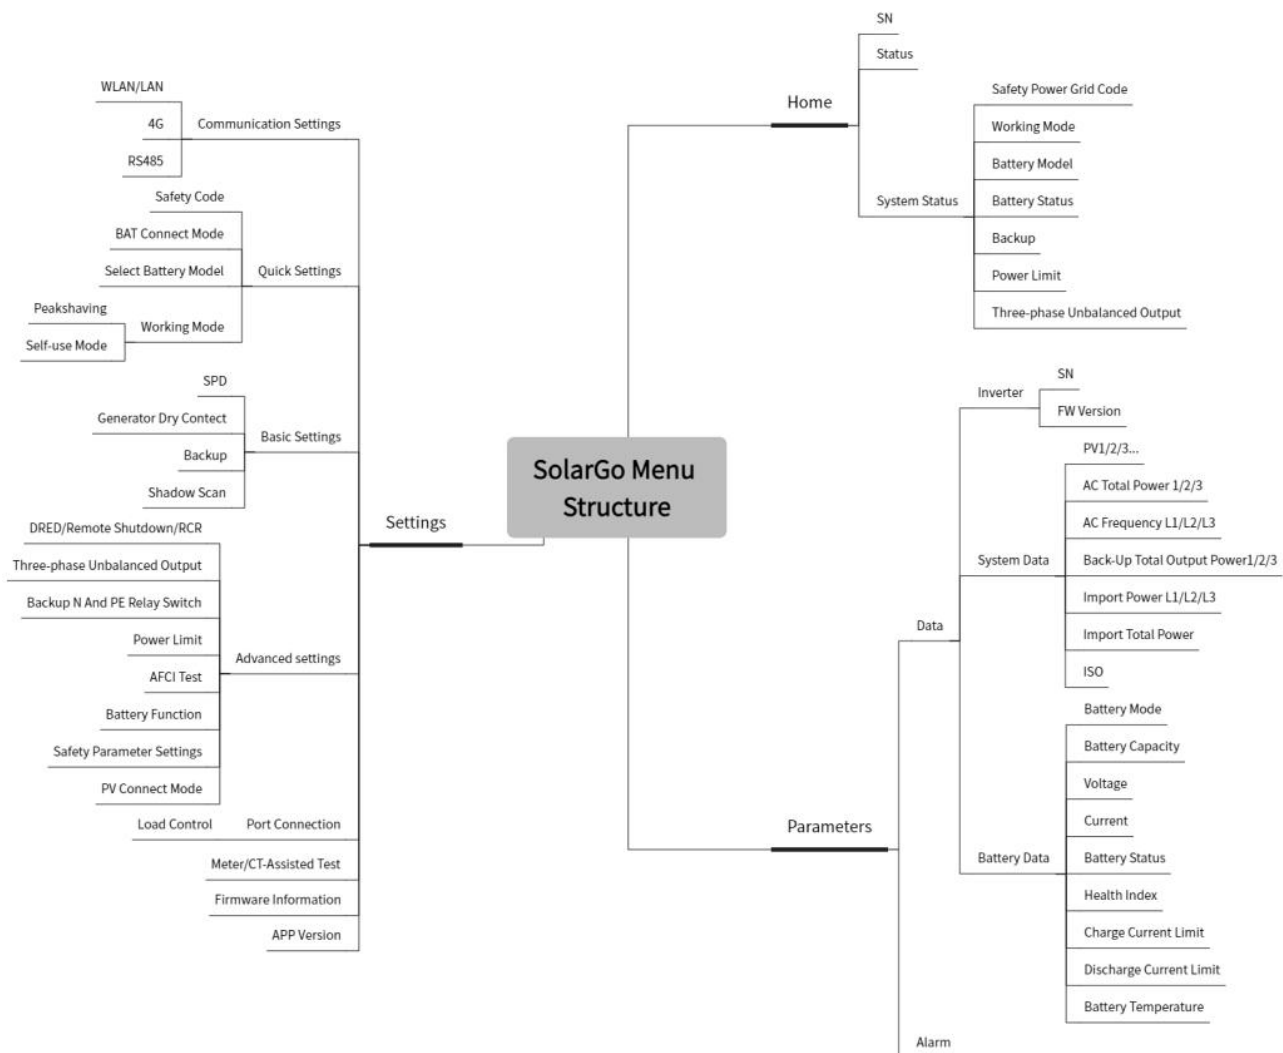 SolarGo Menu
Structure
Home
SN
Status
System Status
Safety Power Grid Code
Working Mode
Battery Model
Battery Status
Backup
Power Limit
Three-phase Unbalanced Output
Parameters
Data
Inverter
SN
FW Version
System Data
PV1/2/3...
AC Total Power 1/2/3
AC Frequency L1/L2/L3
Back-Up Total Output Power1/2/3
Import Power L1/L2/L3
Import Total Power
ISO
Battery Data
Battery Mode
Battery Capacity
Voltage
Current
Battery Status
Health Index
Charge Current Limit
Discharge Current Limit
Battery Temperature
Alarm
Settings
Communication Settings
WLAN/LAN
4G
RS485
Quick Settings
Safety Code
BAT Connect Mode
Select Battery Model
Working Mode
Peakshaving
Self-use Mode
Basic Settings
SPD
Generator Dry Contect
Backup
Shadow Scan
Advanced settings
DRED/Remote Shutdown/RCR
Three-phase Unbalanced Output
Backup N And PE Relay Switch
Power Limit
AFCI Test
Battery Function
Safety Parameter Settings
PV Connect Mode
Port Connection
Load Control
Meter/CT-Assisted Test
Firmware Information
APP Version